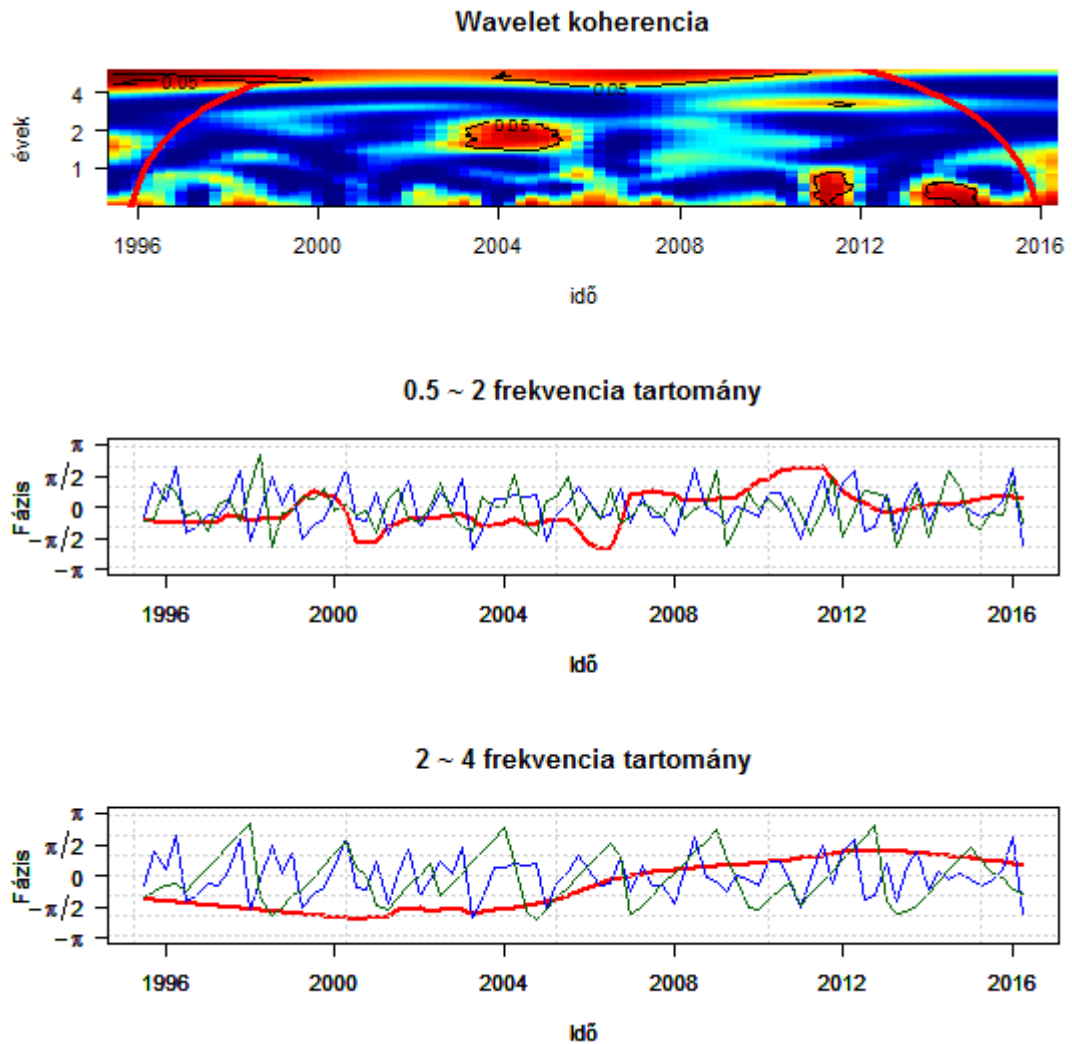 Wavelet koherencia
évek
4
2
1
0.05
0.05
0.05
1996 2000 2004 2008 2012 2016
idő
0.5 ~ 2 frekvencia tartomány
Fázis
π
π/2
0
−π/2
−π
1996 2000 2004 2008 2012 2016
Idő
2 ~ 4 frekvencia tartomány
Fázis
π
π/2
0
−π/2
−π
1996 2000 2004 2008 2012 2016
Idő